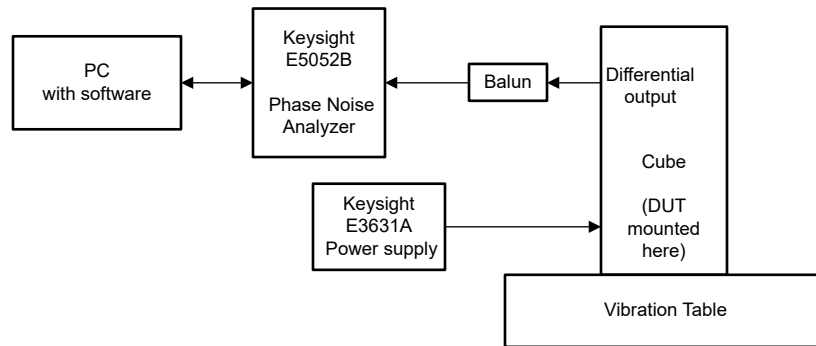 PC
with software
Keysight
E5052B
Phase Noise
Analyzer
Balun
Differential
output
Cube
(DUT
mounted
here)
Keysight
E3631A
Power supply
Vibration Table